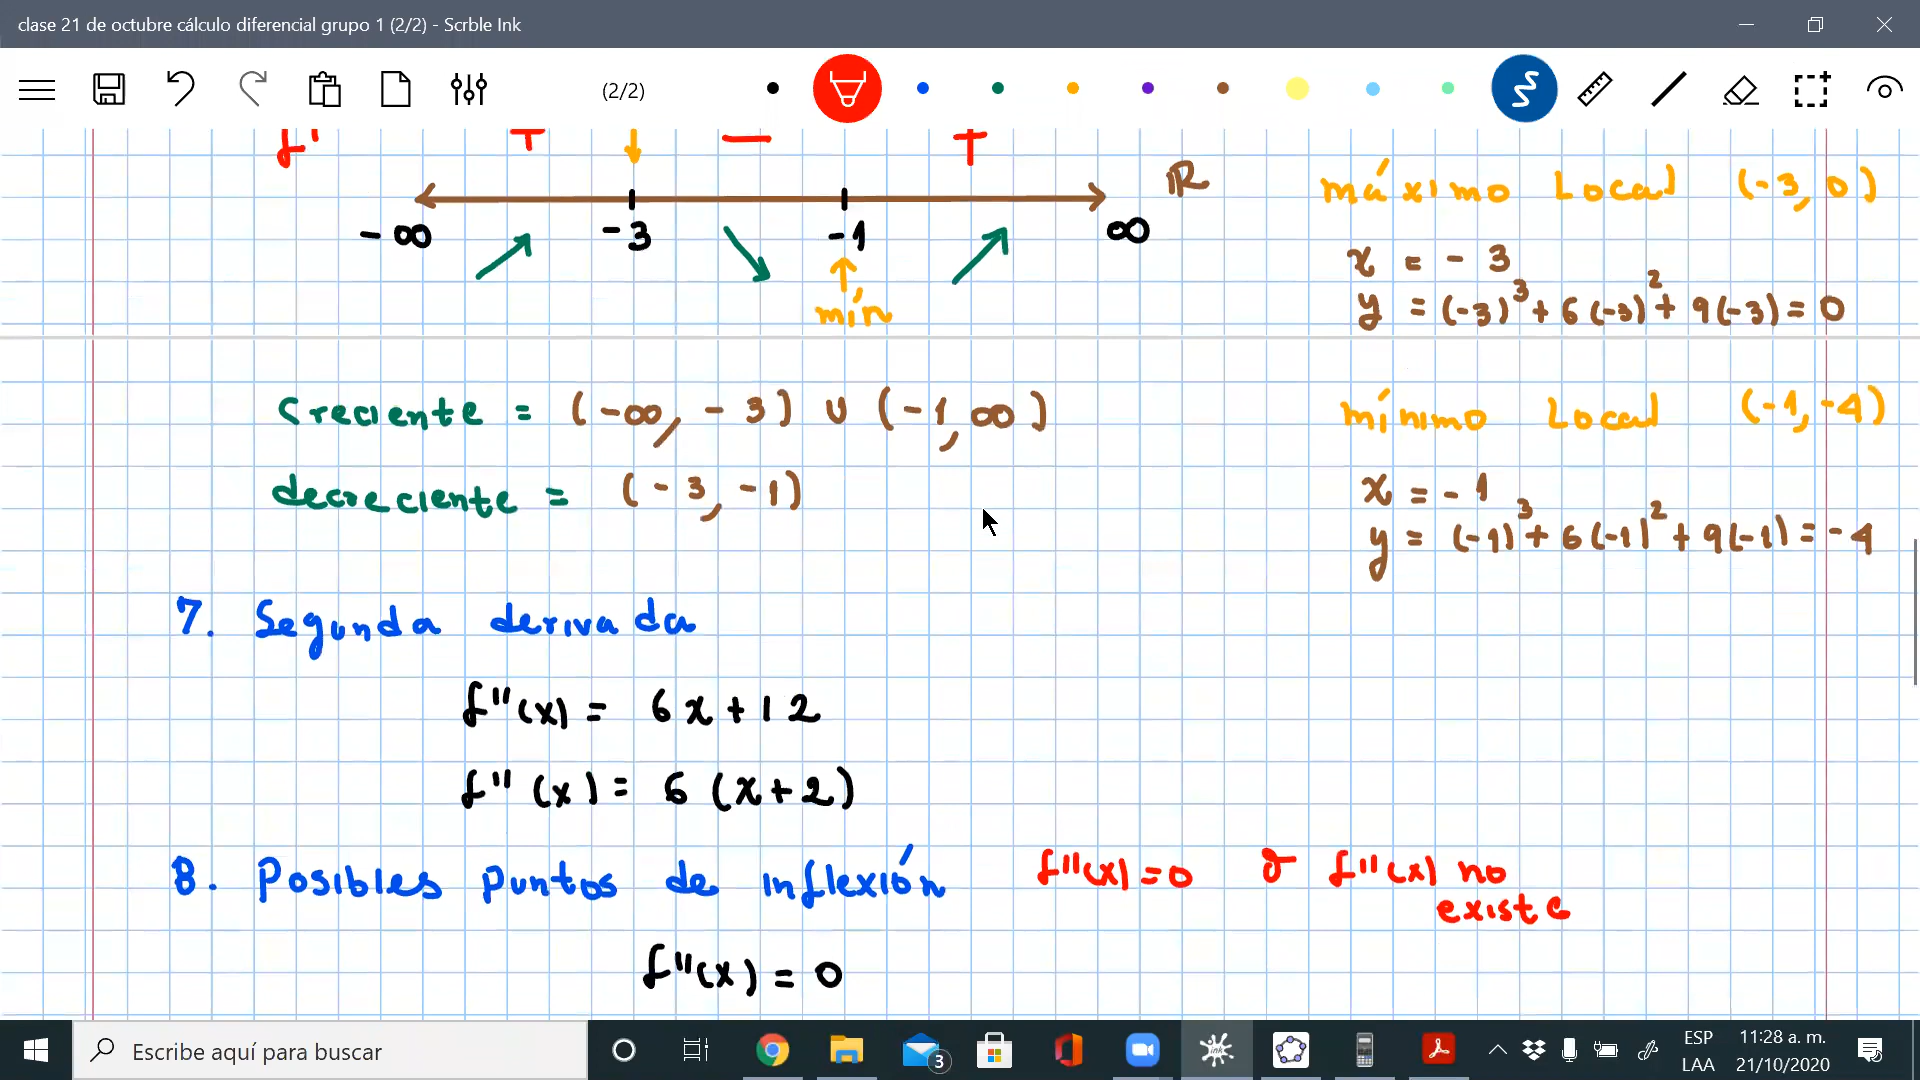 clase 21 de octubre cálculo diferencial grupo 1 (2/2) - Scrble Ink
(2/2)
f' + − +
ℝ
-∞ -3 -1 ∞
mín
máximo Local (-3, 0)
x = -3
y = (-3)³ + 6(-3)² + 9(-3) = 0
Creciente = (-∞, -3) ∪ (-1, ∞)
decreciente = (-3, -1)
mínimo Local (-1, -4)
x = -1
y = (-1)³ + 6(-1)² + 9(-1) = -4
7. Segunda derivada
f''(x) = 6x + 12
f''(x) = 6(x+2)
8. Posibles puntos de inflexión
f''(x) = 0 ó f''(x) no
existe
f''(x) = 0
Escribe aquí para buscar
3
ESP
LAA
11:28 a. m.
21/10/2020